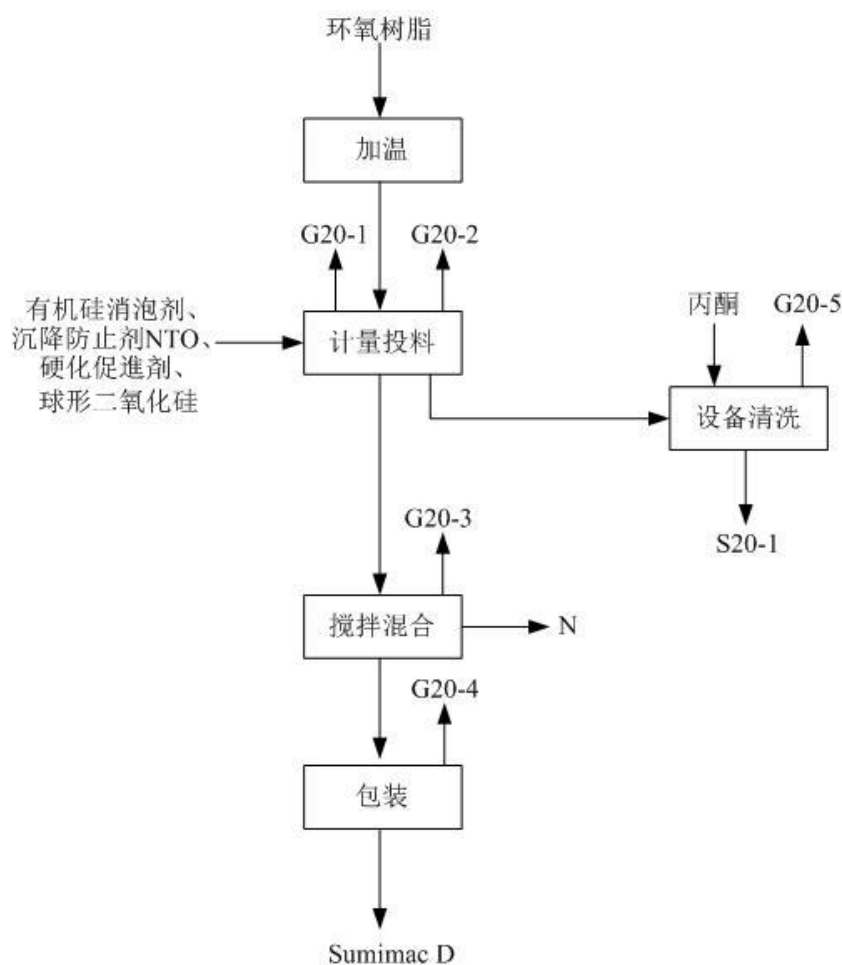 环氧树脂
加温
G20-1
G20-2
有机硅消泡剂、
沉降防止剂NTO、
硬化促進剤、
球形二氧化硅
计量投料
丙酮
G20-5
设备清洗
S20-1
G20-3
搅拌混合
N
G20-4
包装
Sumimac D